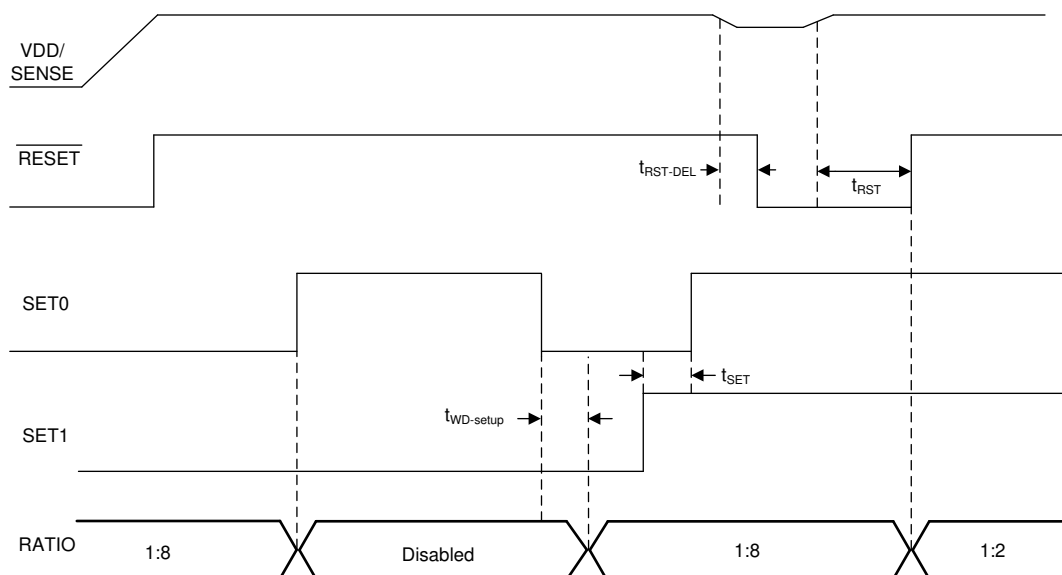 VDD/
SENSE
RESET
tRST-DEL
tRST
SET0
tSET
tWD-setup
SET1
RATIO
1:8
Disabled
1:8
1:2